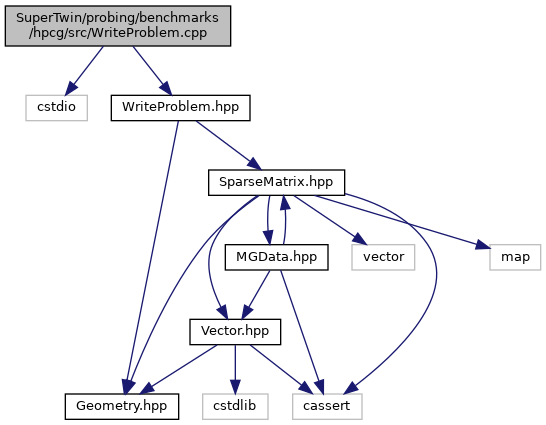 SuperTwin/probing/benchmarks
/hpcg/src/WriteProblem.cpp
cstdio
WriteProblem.hpp
SparseMatrix.hpp
MGData.hpp
vector
map
Vector.hpp
Geometry.hpp
cstdlib
cassert